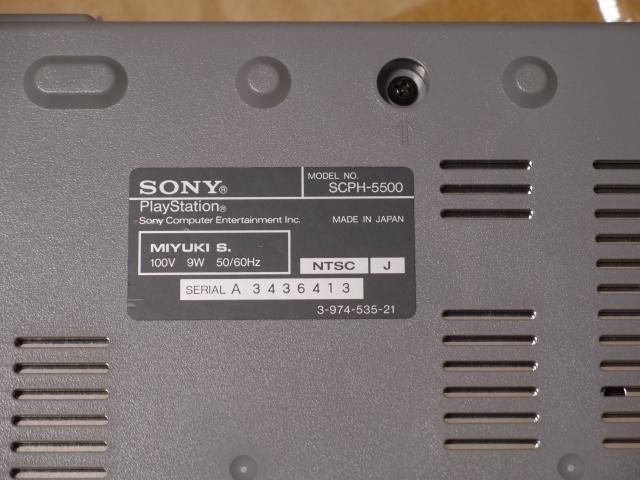 SONY® MODEL NO. SCPH-5500
PlayStation®
Sony Computer Entertainment Inc. MADE IN JAPAN
MIYUKI S.
100V 9W 50/60Hz
NTSC J
SERIAL A 3436413
3-974-535-21